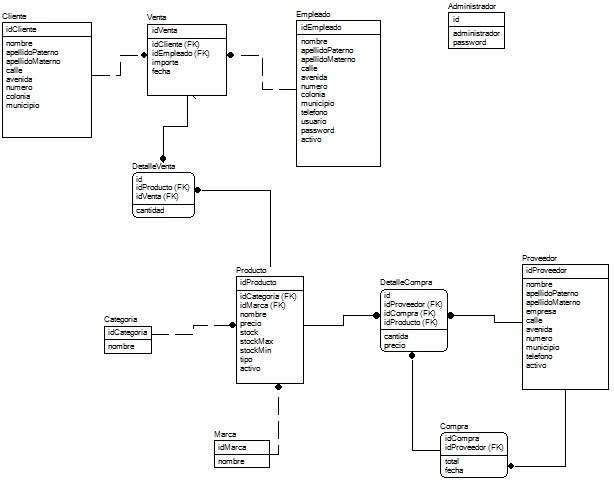 Cliente
idCliente
nombre
apellidoPaterno
apellidoMaterno
calle
avenida
numero
colonia
municipio
Venta
idVenta
idCliente (FK)
idEmpleado (FK)
importe
fecha
Empleado
idEmpleado
nombre
apellidoPaterno
apellidoMaterno
calle
avenida
numero
colonia
municipio
telefono
usuario
password
activo
Administrador
id
administrador
password
DetalleVenta
id
idProducto (FK)
idVenta (FK)
cantidad
Producto
idProducto
idCategoria (FK)
idMarca (FK)
nombre
precio
stock
stockMax
stockMin
tipo
activo
Categoria
idCategoria
nombre
Marca
idMarca
nombre
DetalleCompra
id
idProveedor (FK)
idCompra (FK)
idProducto (FK)
cantida
precio
Proveedor
idProveedor
nombre
apellidoPaterno
apellidoMaterno
empresa
calle
avenida
numero
municipio
telefono
activo
Compra
idCompra
idProveedor (FK)
total
fecha